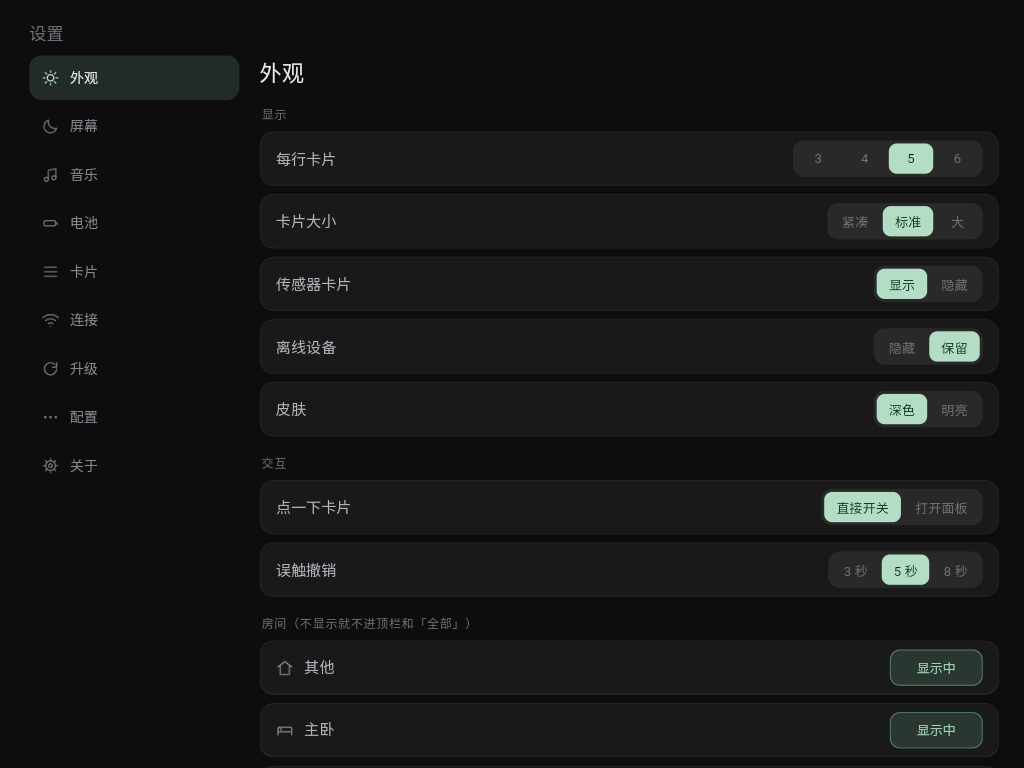 设置
外观
屏幕
音乐
电池
卡片
连接
升级
配置
关于
外观
显示
每行卡片 3 4 5 6
卡片大小 紧凑 标准 大
传感器卡片 显示 隐藏
离线设备 隐藏 保留
皮肤 深色 明亮
交互
点一下卡片 直接开关 打开面板
误触撤销 3 秒 5 秒 8 秒
房间（不显示就不进顶栏和「全部」）
其他 显示中
主卧 显示中